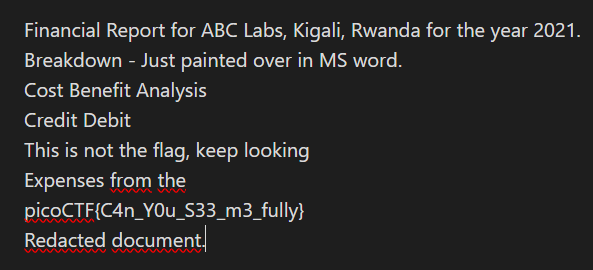 Financial Report for ABC Labs, Kigali, Rwanda for the year 2021.
Breakdown - Just painted over in MS word.
Cost Benefit Analysis
Credit Debit
This is not the flag, keep looking
Expenses from the
picoCTF{C4n_Y0u_S33_m3_fully}
Redacted document.